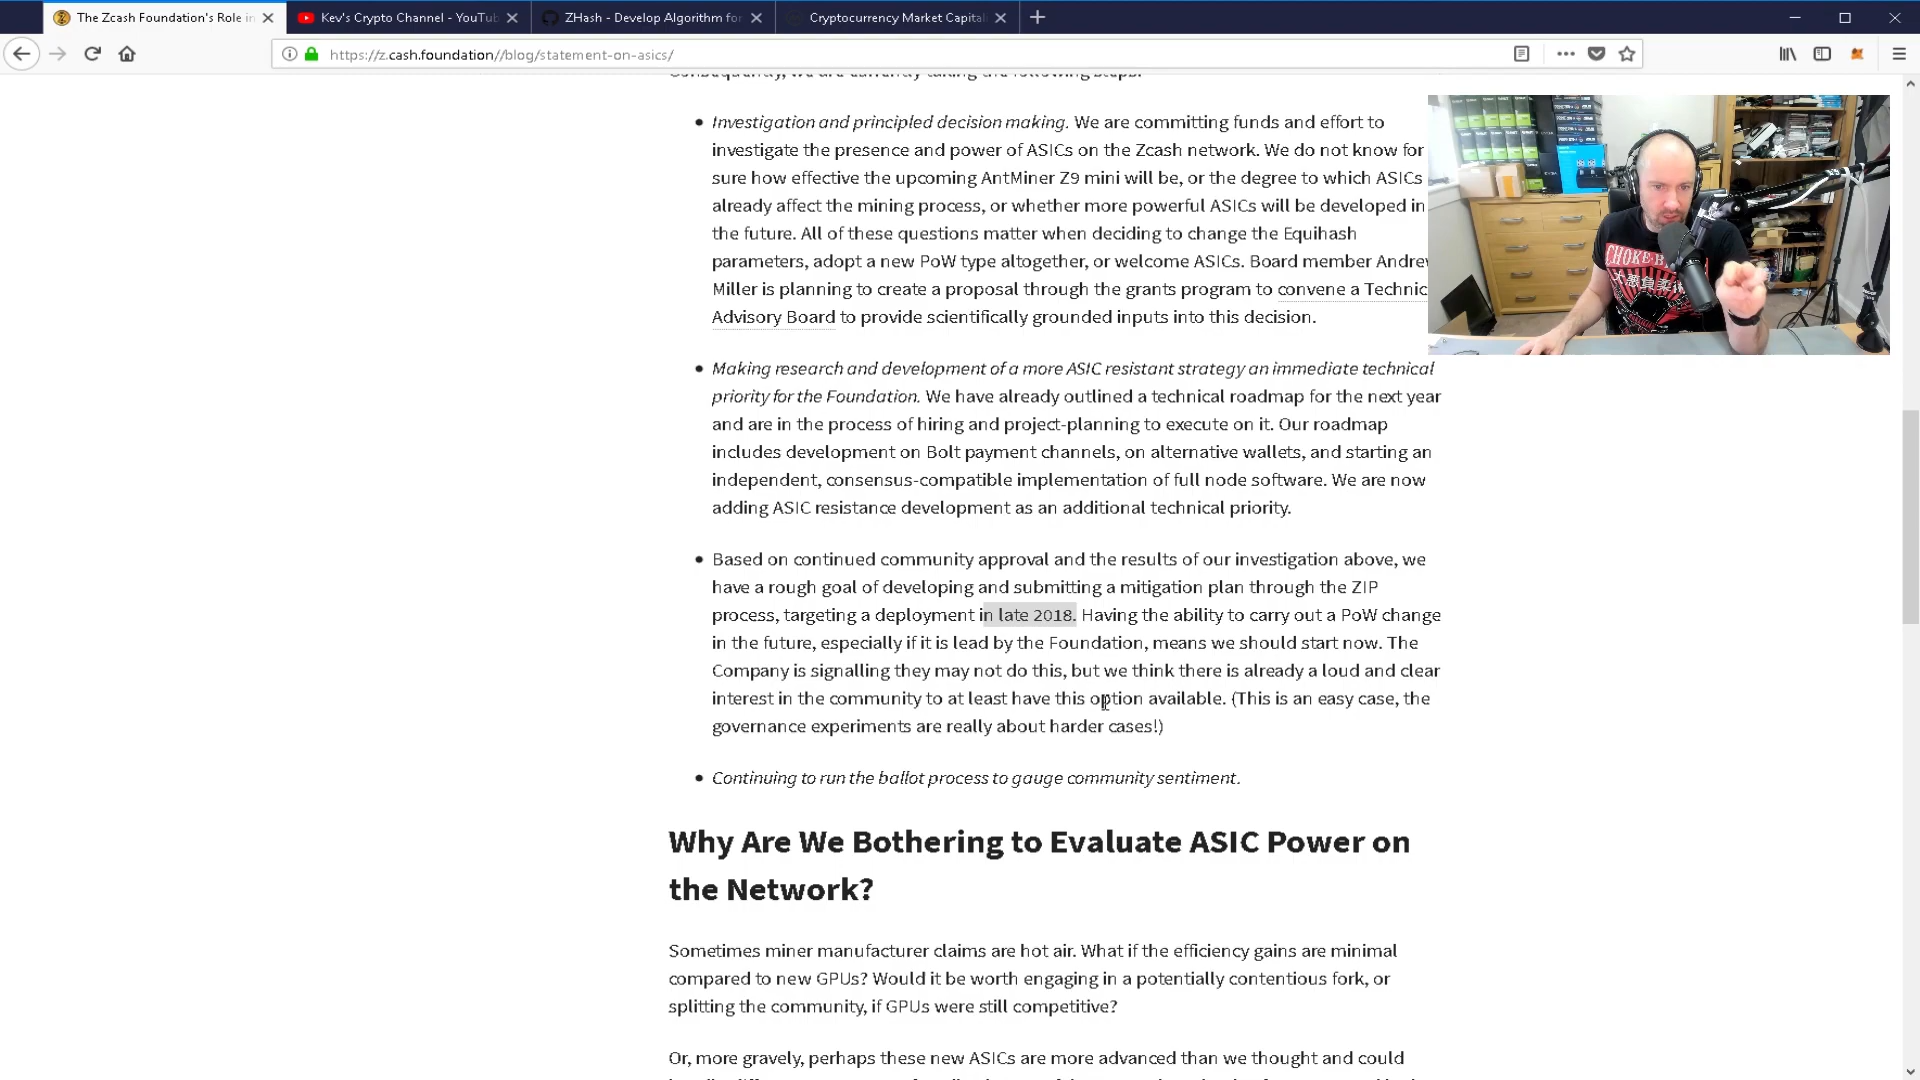 The Zcash Foundation's Role in
Kev's Crypto Channel - YouTub
ZHash - Develop Algorithm for
Cryptocurrency Market Capital
https://z.cash.foundation//blog/statement-on-asics/
Consequently, we are currently taking the following steps:
• Investigation and principled decision making. We are committing funds and effort to
investigate the presence and power of ASICs on the Zcash network. We do not know for
sure how effective the upcoming AntMiner Z9 mini will be, or the degree to which ASICs
already affect the mining process, or whether more powerful ASICs will be developed in
the future. All of these questions matter when deciding to change the Equihash
parameters, adopt a new PoW type altogether, or welcome ASICs. Board member Andrew
Miller is planning to create a proposal through the grants program to convene a Technic
Advisory Board to provide scientifically grounded inputs into this decision.
• Making research and development of a more ASIC resistant strategy an immediate technical
priority for the Foundation. We have already outlined a technical roadmap for the next year
and are in the process of hiring and project-planning to execute on it. Our roadmap
includes development on Bolt payment channels, on alternative wallets, and starting an
independent, consensus-compatible implementation of full node software. We are now
adding ASIC resistance development as an additional technical priority.
• Based on continued community approval and the results of our investigation above, we
have a rough goal of developing and submitting a mitigation plan through the ZIP
process, targeting a deployment in late 2018. Having the ability to carry out a PoW change
in the future, especially if it is lead by the Foundation, means we should start now. The
Company is signalling they may not do this, but we think there is already a loud and clear
interest in the community to at least have this option available. (This is an easy case, the
governance experiments are really about harder cases!)
• Continuing to run the ballot process to gauge community sentiment.
Why Are We Bothering to Evaluate ASIC Power on
the Network?
Sometimes miner manufacturer claims are hot air. What if the efficiency gains are minimal
compared to new GPUs? Would it be worth engaging in a potentially contentious fork, or
splitting the community, if GPUs were still competitive?
Or, more gravely, perhaps these new ASICs are more advanced than we thought and could